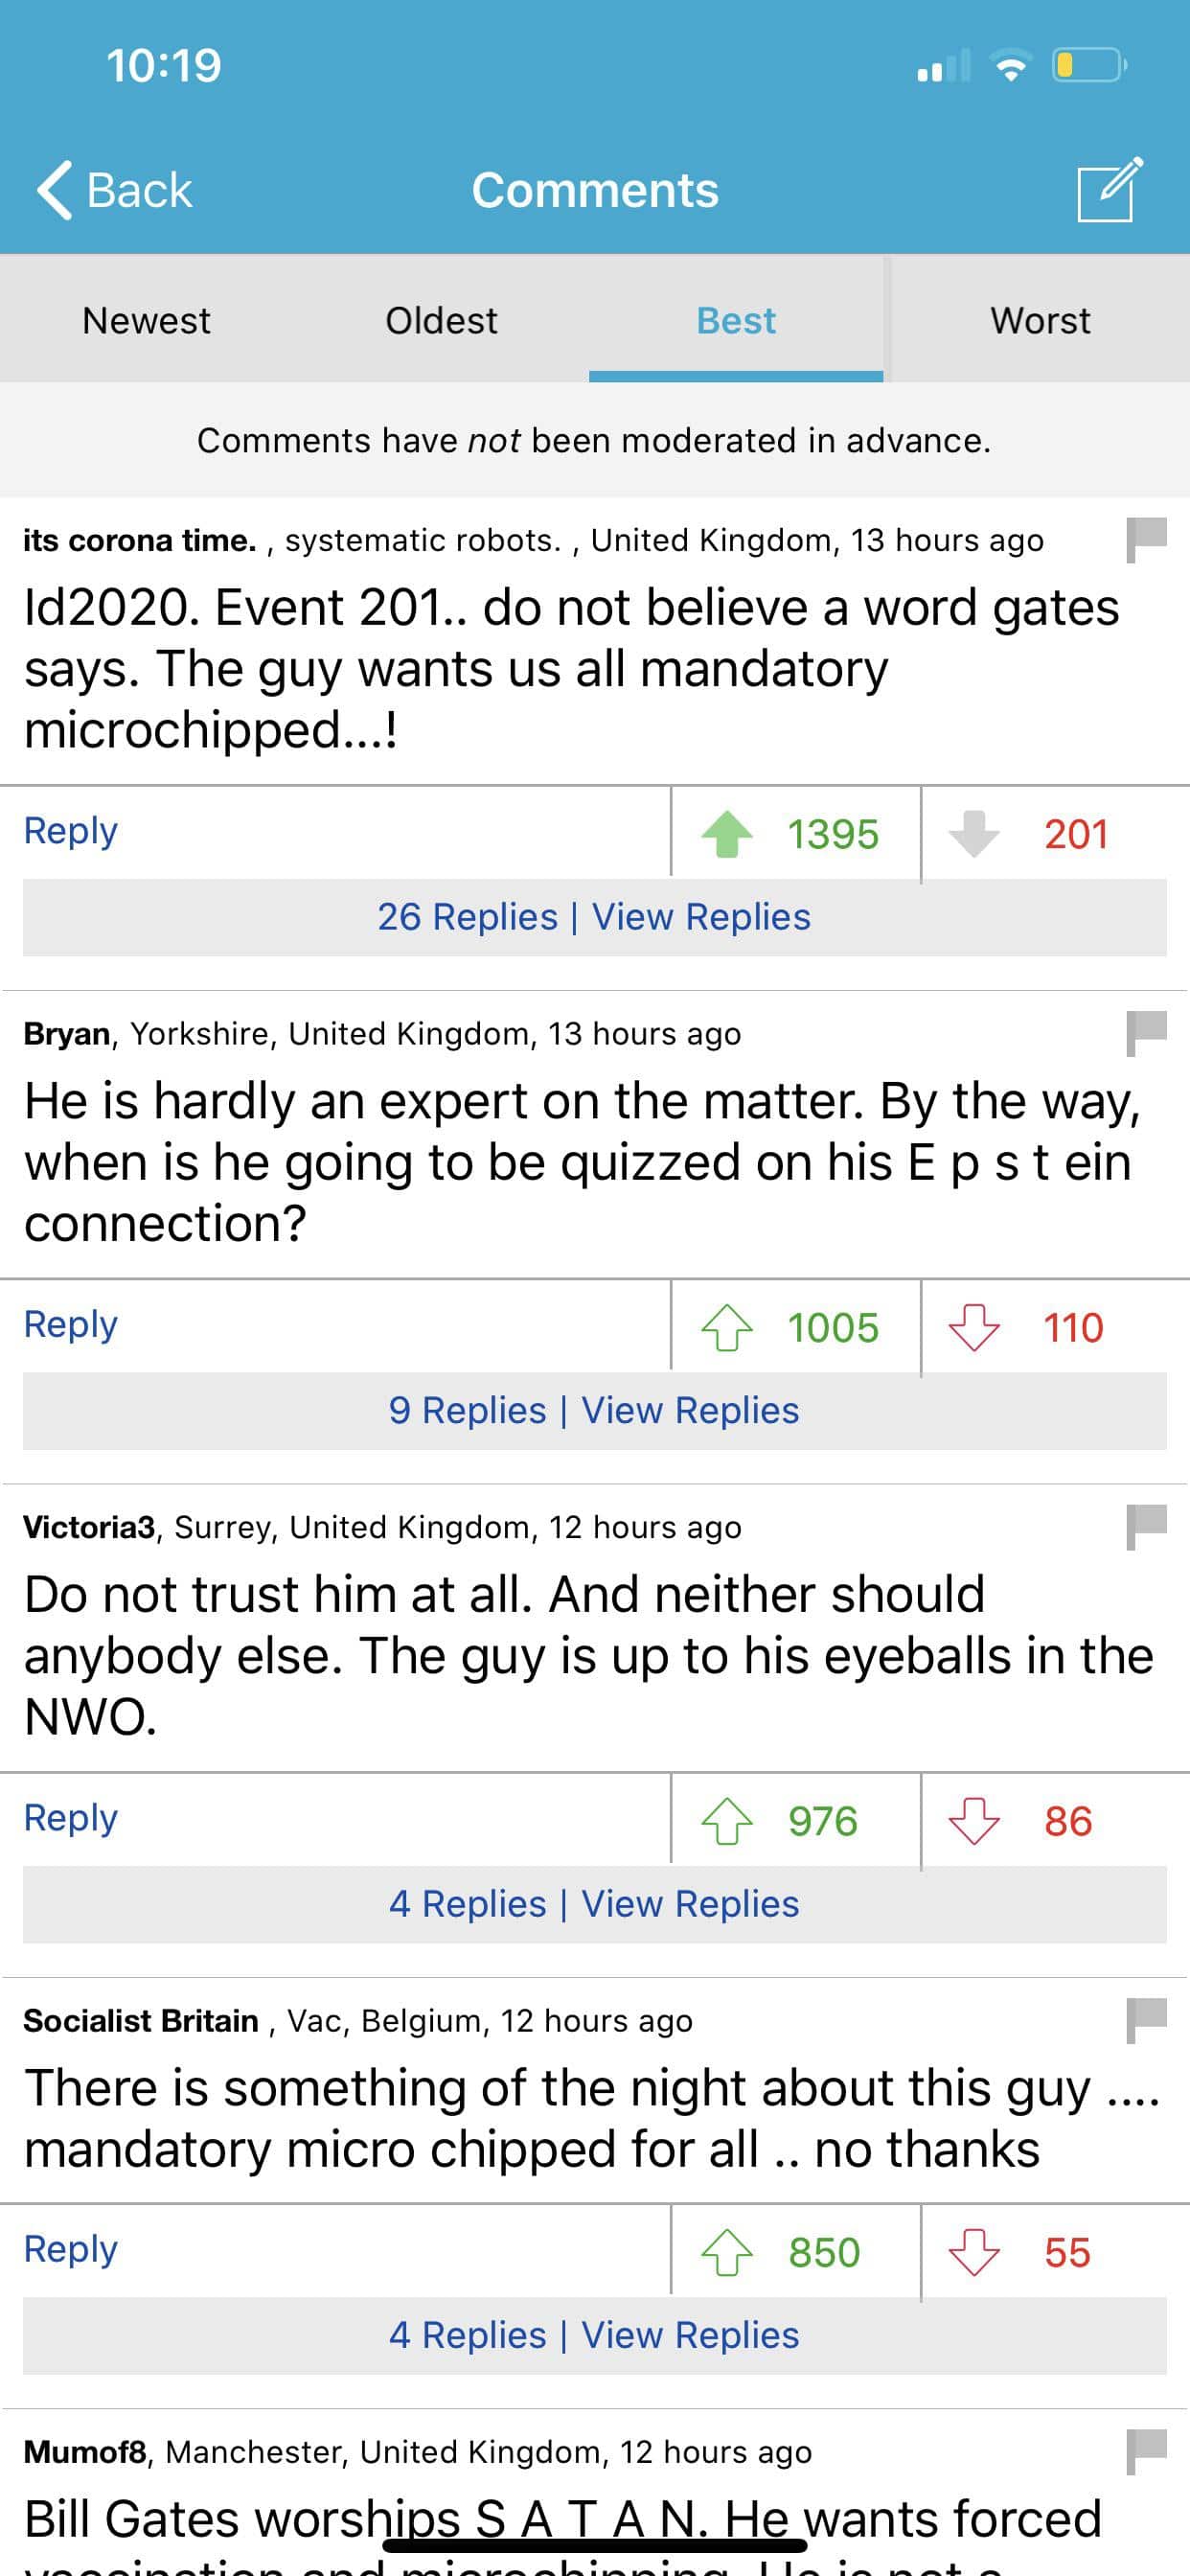 10:19
Back
Comments
Newest
Oldest
Best
Worst
Comments have not been moderated in advance.
its corona time. , systematic robots. , United Kingdom, 13 hours ago
Id2020. Event 201.. do not believe a word gates
says. The guy wants us all mandatory
microchipped...!
Reply
1395
201
26 Replies | View Replies
Bryan, Yorkshire, United Kingdom, 13 hours ago
He is hardly an expert on the matter. By the way,
when is he going to be quizzed on his E p s t ein
connection?
Reply
1005
110
9 Replies | View Replies
Victoria3, Surrey, United Kingdom, 12 hours ago
Do not trust him at all. And neither should
anybody else. The guy is up to his eyeballs in the
NWO.
Reply
976
86
4 Replies | View Replies
Socialist Britain , Vac, Belgium, 12 hours ago
There is something of the night about this guy ....
mandatory micro chipped for all .. no thanks
Reply
850
55
4 Replies | View Replies
Mumof8, Manchester, United Kingdom, 12 hours ago
Bill Gates worships S A T A N. He wants forced